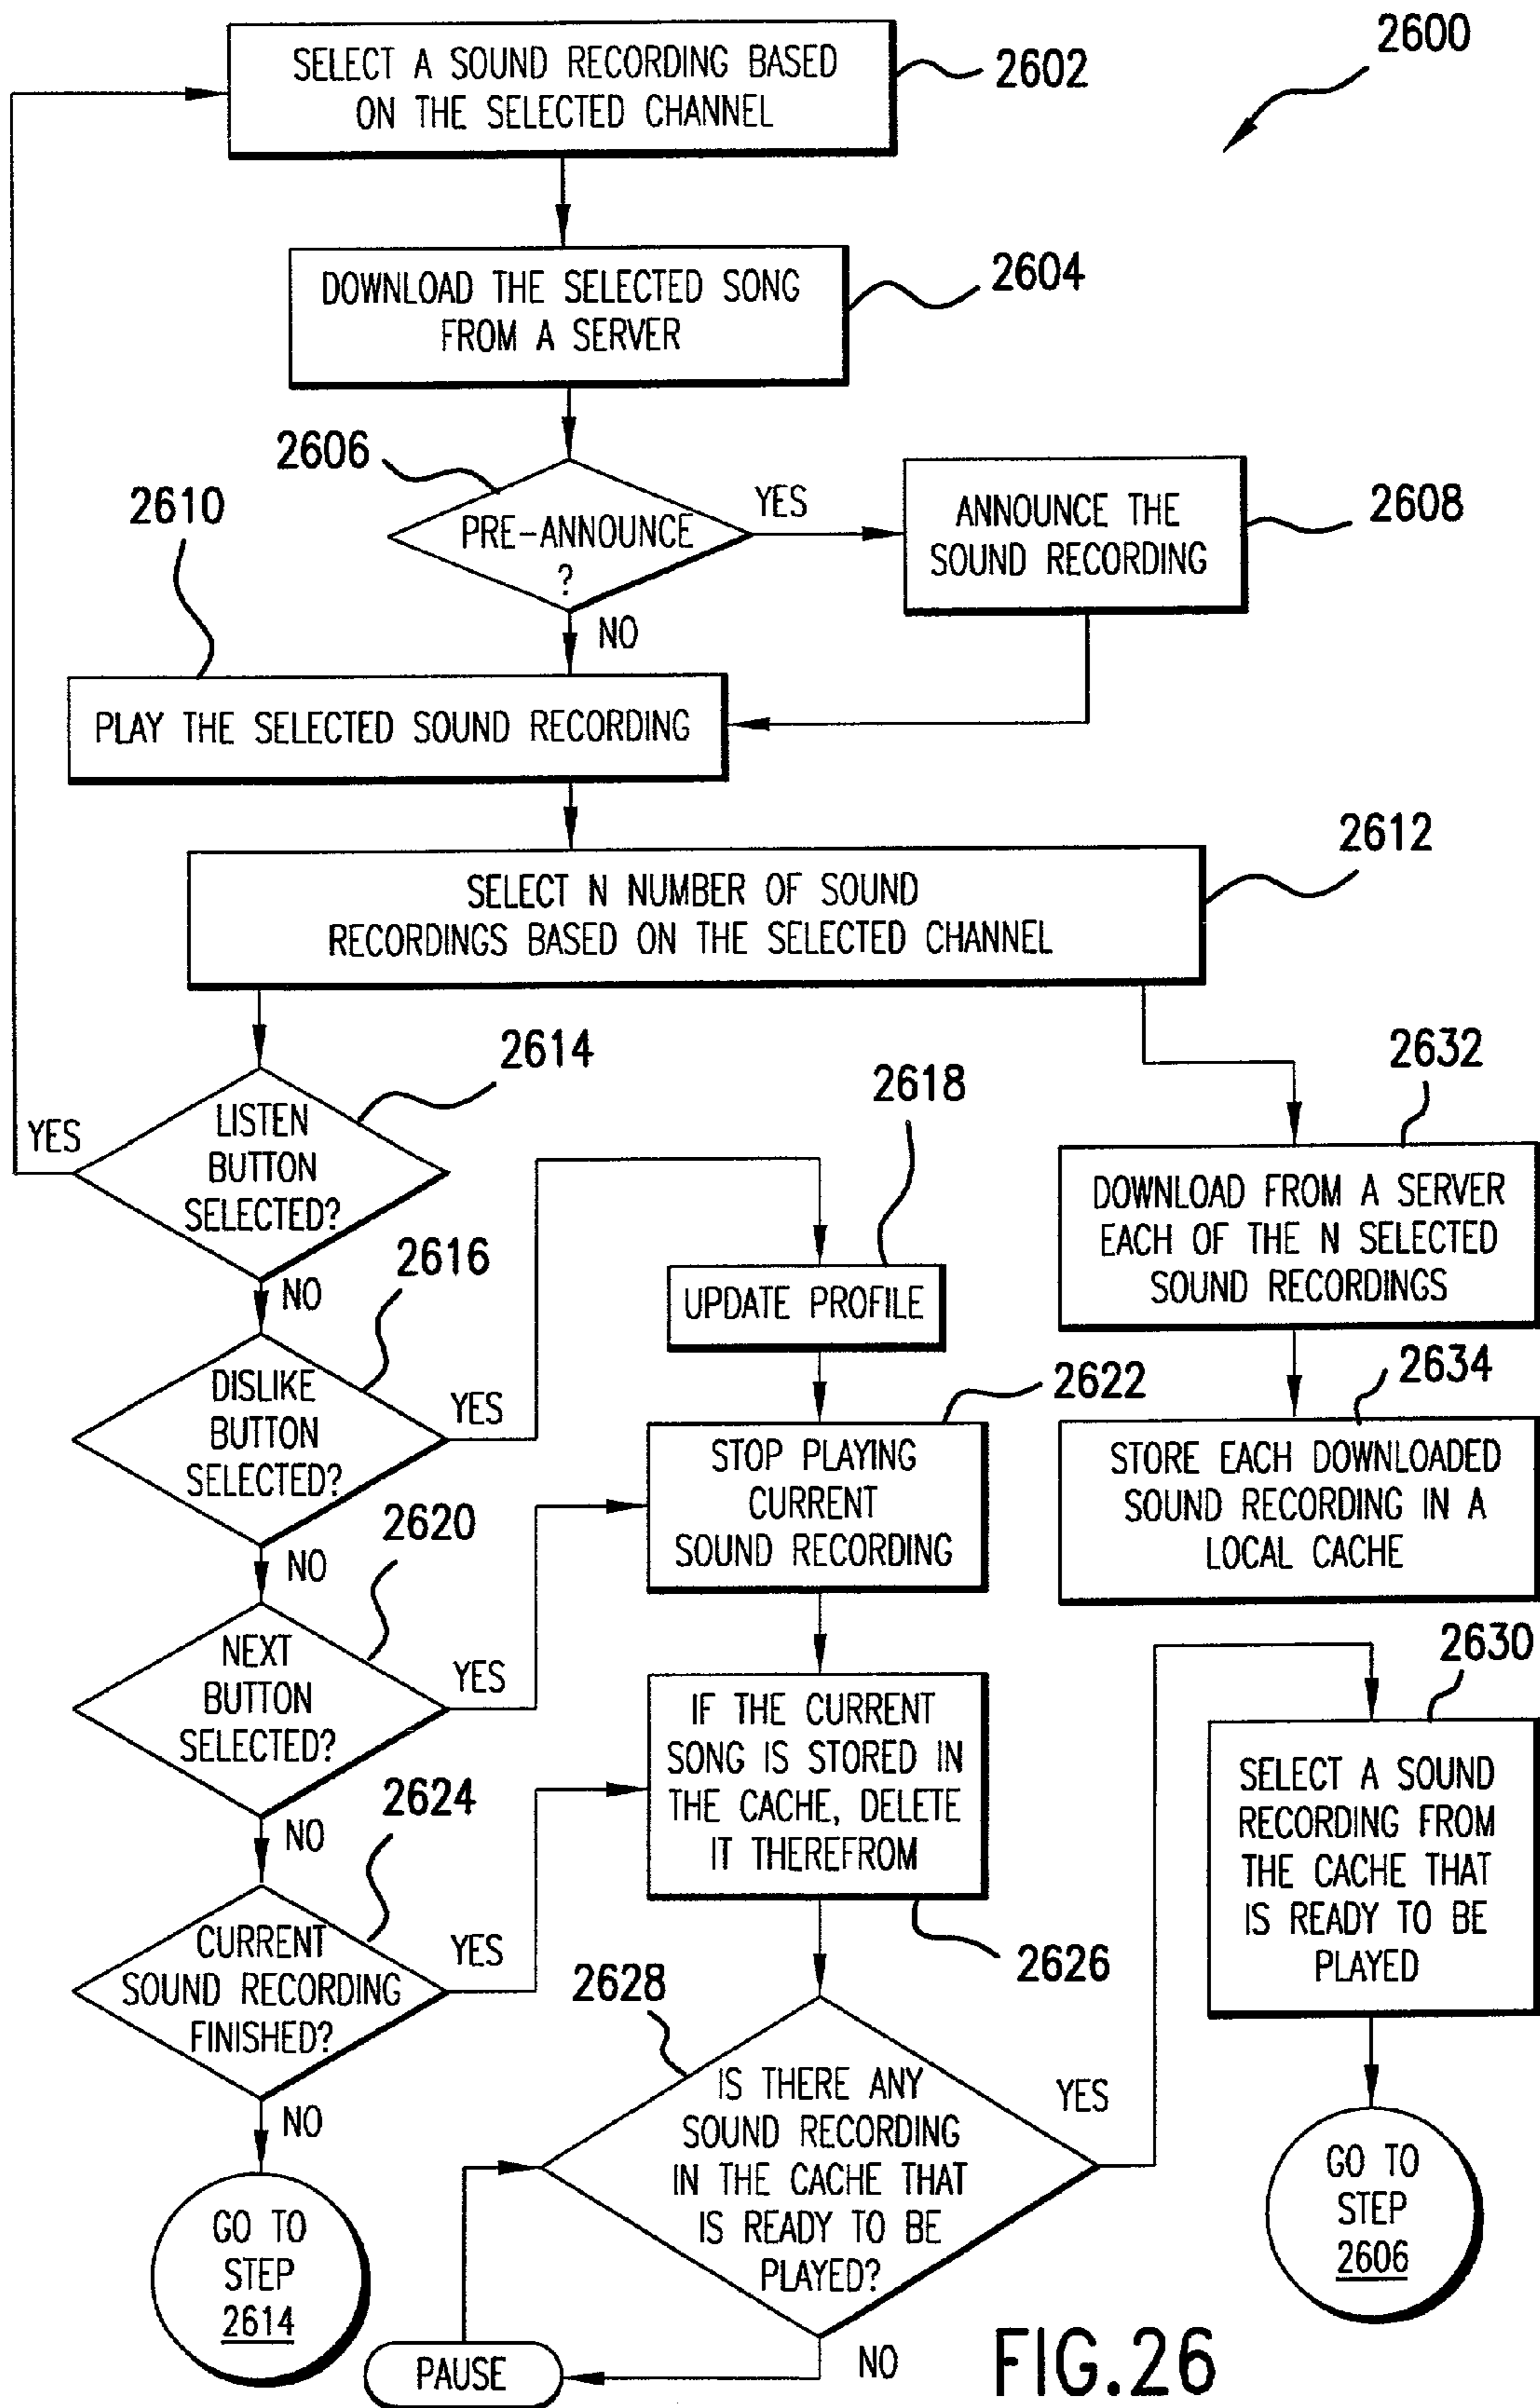 2600
SELECT A SOUND RECORDING BASED
ON THE SELECTED CHANNEL
2602
DOWNLOAD THE SELECTED SONG
FROM A SERVER
2604
2606
PRE-ANNOUNCE
?
YES
NO
ANNOUNCE THE
SOUND RECORDING
2608
2610
PLAY THE SELECTED SOUND RECORDING
2612
SELECT N NUMBER OF SOUND
RECORDINGS BASED ON THE SELECTED CHANNEL
2614
LISTEN
BUTTON
SELECTED?
YES
NO
2616
DISLIKE
BUTTON
SELECTED?
YES
NO
2618
UPDATE PROFILE
2620
NEXT
BUTTON
SELECTED?
YES
NO
2622
STOP PLAYING
CURRENT
SOUND RECORDING
2624
CURRENT
SOUND RECORDING
FINISHED?
YES
NO
GO TO
STEP
2614
IF THE CURRENT
SONG IS STORED IN
THE CACHE, DELETE
IT THEREFROM
2626
2628
IS THERE ANY
SOUND RECORDING
IN THE CACHE THAT
IS READY TO BE
PLAYED?
YES
NO
PAUSE
2632
DOWNLOAD FROM A SERVER
EACH OF THE N SELECTED
SOUND RECORDINGS
2634
STORE EACH DOWNLOADED
SOUND RECORDING IN A
LOCAL CACHE
2630
SELECT A SOUND
RECORDING FROM
THE CACHE THAT
IS READY TO BE
PLAYED
GO TO
STEP
2606
FIG.26